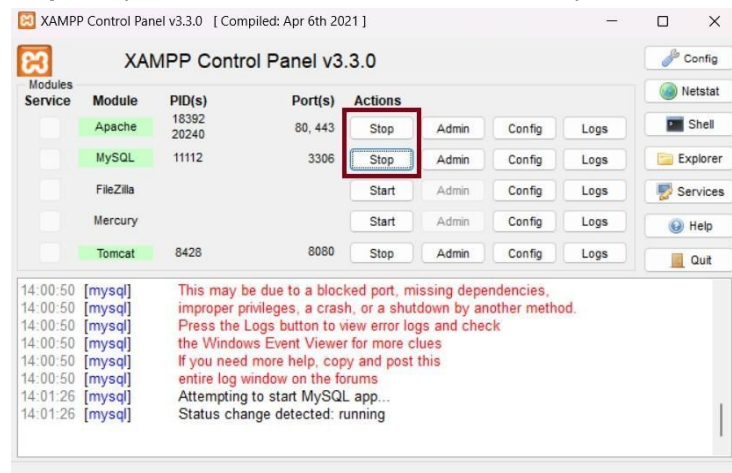 XAMPP Control Panel v3.3.0 [ Compiled: Apr 6th 2021 ]
XAMPP Control Panel v3.3.0
Config
Modules
Service Module PID(s) Port(s) Actions
Netstat
Apache 18392 20240 80, 443 Stop Admin Config Logs
Shell
MySQL 11112 3306 Stop Admin Config Logs
Explorer
FileZilla Start Admin Config Logs
Services
Mercury Start Admin Config Logs
Help
Tomcat 8428 8080 Stop Admin Config Logs
Quit
14:00:50 [mysql] This may be due to a blocked port, missing dependencies,
14:00:50 [mysql] improper privileges, a crash, or a shutdown by another method.
14:00:50 [mysql] Press the Logs button to view error logs and check
14:00:50 [mysql] the Windows Event Viewer for more clues
14:00:50 [mysql] If you need more help, copy and post this
14:00:50 [mysql] entire log window on the forums
14:01:26 [mysql] Attempting to start MySQL app...
14:01:26 [mysql] Status change detected: running